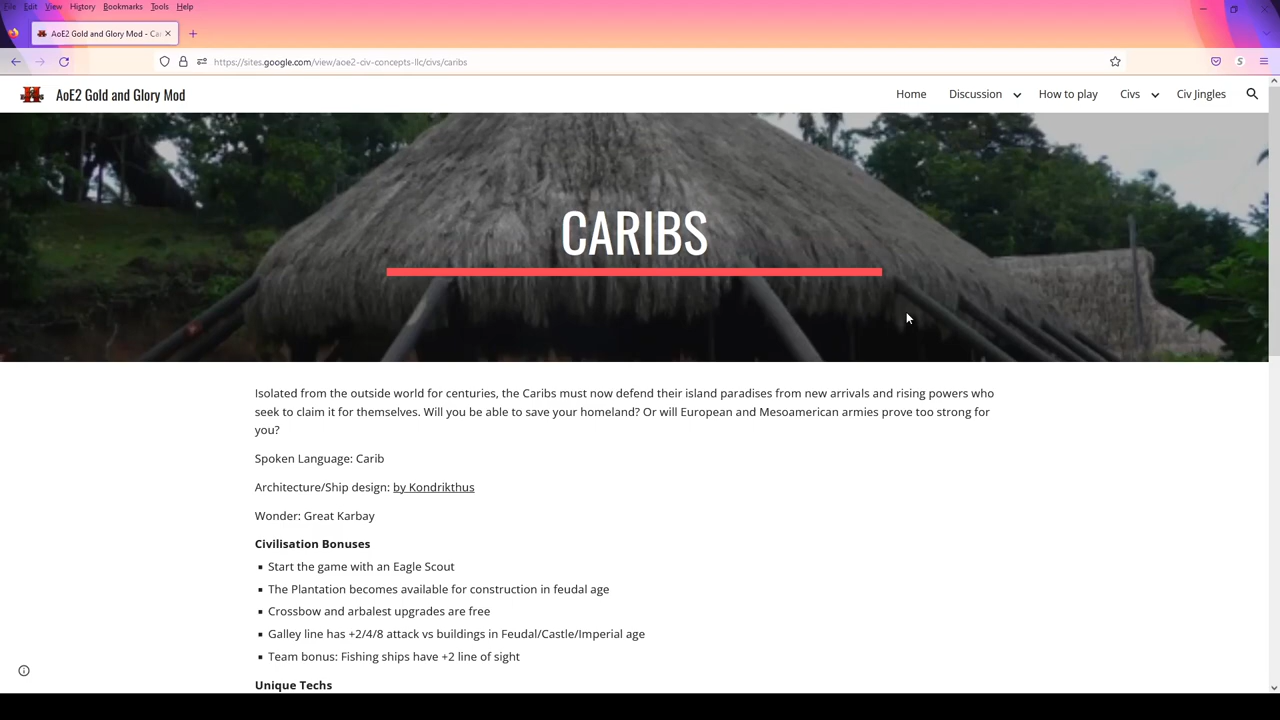 File Edit View History Bookmarks Tools Help
AoE2 Gold and Glory Mod - Ca
https://sites.google.com/view/aoe2-civ-concepts-llc/civs/caribs
AoE2 Gold and Glory Mod
Home Discussion How to play Civs Civ Jingles
CARIBS
Isolated from the outside world for centuries, the Caribs must now defend their island paradises from new arrivals and rising powers who
seek to claim it for themselves. Will you be able to save your homeland? Or will European and Mesoamerican armies prove too strong for
you?
Spoken Language: Carib
Architecture/Ship design: by Kondrikthus
Wonder: Great Karbay
Civilisation Bonuses
▪ Start the game with an Eagle Scout
▪ The Plantation becomes available for construction in feudal age
▪ Crossbow and arbalest upgrades are free
▪ Galley line has +2/4/8 attack vs buildings in Feudal/Castle/Imperial age
▪ Team bonus: Fishing ships have +2 line of sight
Unique Techs